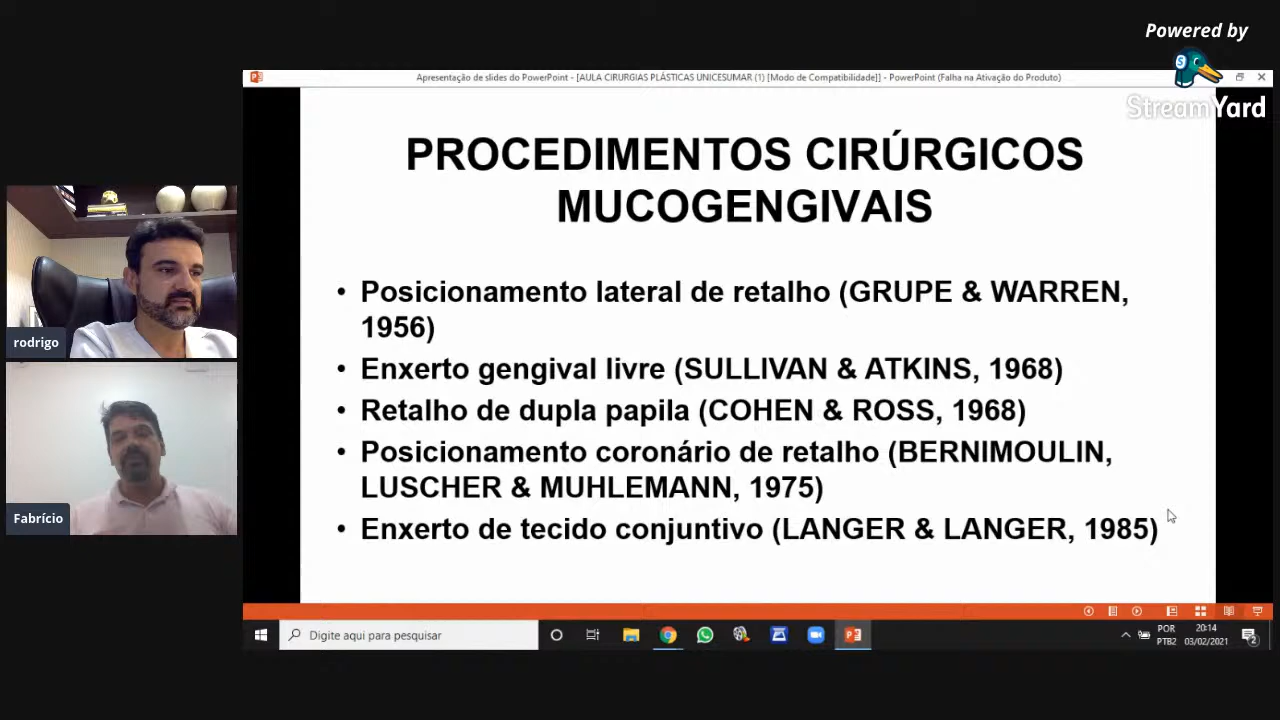 Powered by
StreamYard
Apresentação de slides do PowerPoint - [AULA CIRURGIAS PLÁSTICAS UNICESUMAR (1) [Modo de Compatibilidade]] - PowerPoint (Falha na Ativação do Produto)
PROCEDIMENTOS CIRÚRGICOS
MUCOGENGIVAIS
• Posicionamento lateral de retalho (GRUPE & WARREN,
1956)
• Enxerto gengival livre (SULLIVAN & ATKINS, 1968)
• Retalho de dupla papila (COHEN & ROSS, 1968)
• Posicionamento coronário de retalho (BERNIMOULIN,
LUSCHER & MUHLEMANN, 1975)
• Enxerto de tecido conjuntivo (LANGER & LANGER, 1985)
rodrigo
Fabrício
Digite aqui para pesquisar
POR
PTB2
20:14
03/02/2021
2